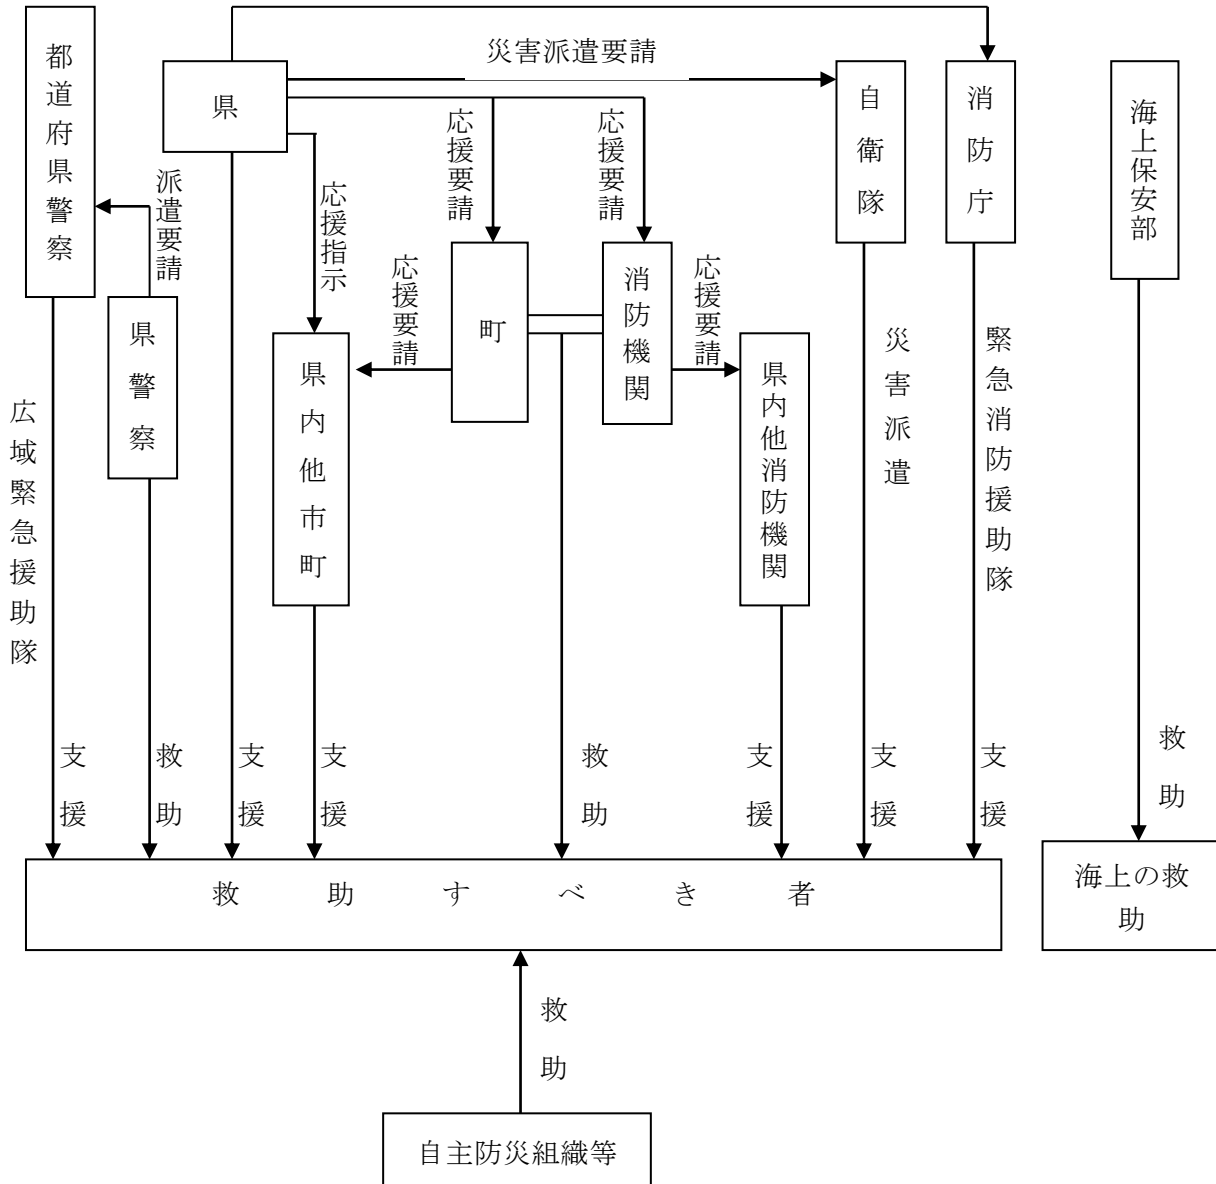 災害派遣要請
都道府県警察
県
自衛隊
消防庁
海上保安部
派遣要請
応援要請
応援要請
応援指示
町
消防機関
応援要請
応援要請
県警察
県内他市町
県内他消防機関
災害派遣
緊急消防援助隊
広域緊急援助隊
支援
救助
支援
支援
救助
支援
支援
支援
救助
救助すべき者
海上の救
助
救助
自主防災組織等